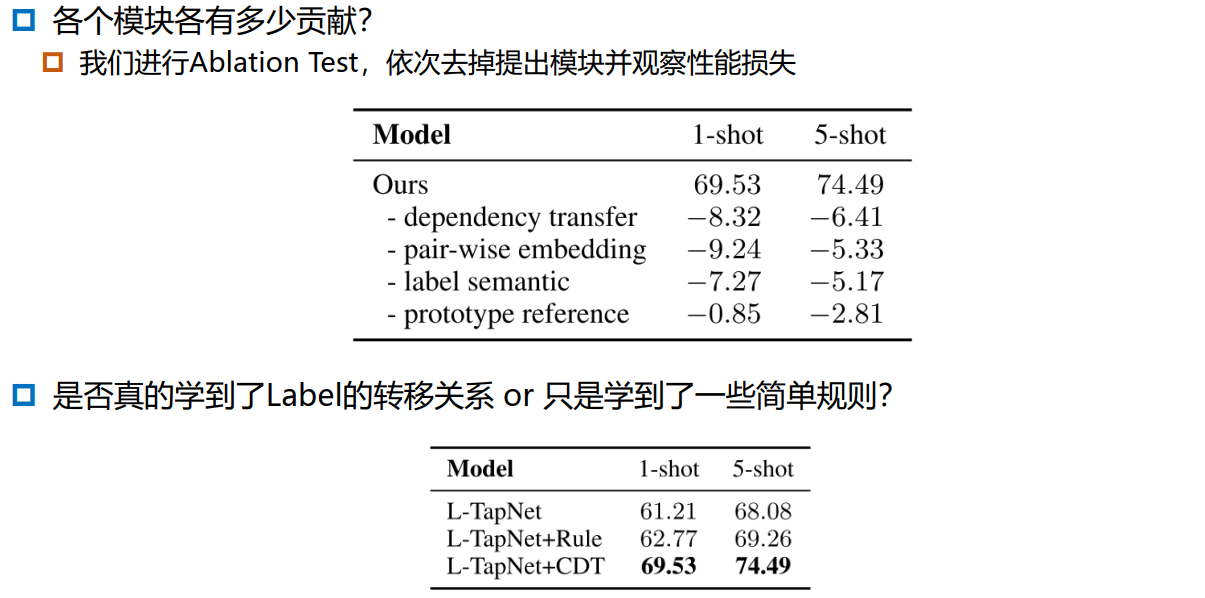 各个模块各有多少贡献？
我们进行Ablation Test，依次去掉提出模块并观察性能损失
Model 1-shot 5-shot
Ours 69.53 74.49
- dependency transfer −8.32 −6.41
- pair-wise embedding −9.24 −5.33
- label semantic −7.27 −5.17
- prototype reference −0.85 −2.81
是否真的学到了Label的转移关系 or 只是学到了一些简单规则？
Model 1-shot 5-shot
L-TapNet 61.21 68.08
L-TapNet+Rule 62.77 69.26
L-TapNet+CDT 69.53 74.49